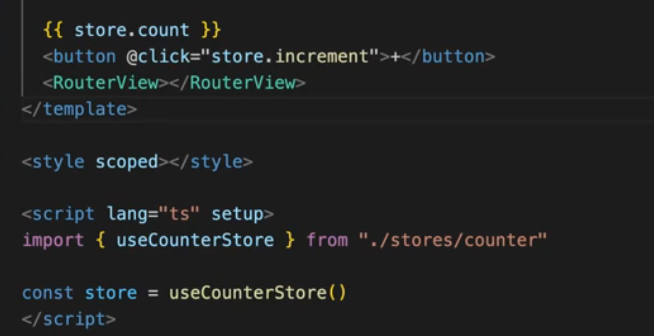 {{ store.count }}
<button @click="store.increment">+</button>
<RouterView></RouterView>
</template>
<style scoped></style>
<script lang="ts" setup>
import { useCounterStore } from "./stores/counter"
const store = useCounterStore()
</script>